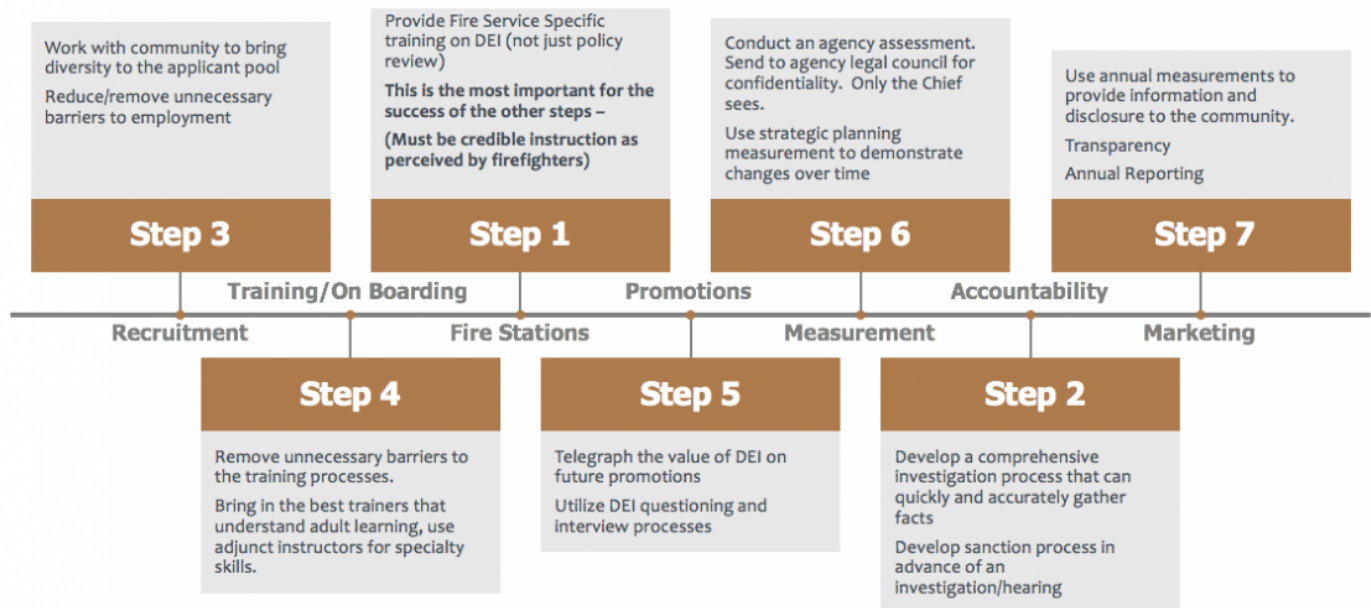 Work with community to bring
diversity to the applicant pool
Reduce/remove unnecessary
barriers to employment
Step 3
Provide Fire Service Specific
training on DEI (not just policy
review)
This is the most important for the
success of the other steps –
(Must be credible instruction as
perceived by firefighters)
Step 1
Conduct an agency assessment.
Send to agency legal council for
confidentiality.  Only the Chief
sees.
Use strategic planning
measurement to demonstrate
changes over time
Step 6
Use annual measurements to
provide information and
disclosure to the community.
Transparency
Annual Reporting
Step 7
Training/On Boarding
Promotions
Accountability
Recruitment
Fire Stations
Measurement
Marketing
Step 4
Remove unnecessary barriers to
the training processes.
Bring in the best trainers that
understand adult learning, use
adjunct instructors for specialty
skills.
Step 5
Telegraph the value of DEI on
future promotions
Utilize DEI questioning and
interview processes
Step 2
Develop a comprehensive
investigation process that can
quickly and accurately gather
facts
Develop sanction process in
advance of an
investigation/hearing